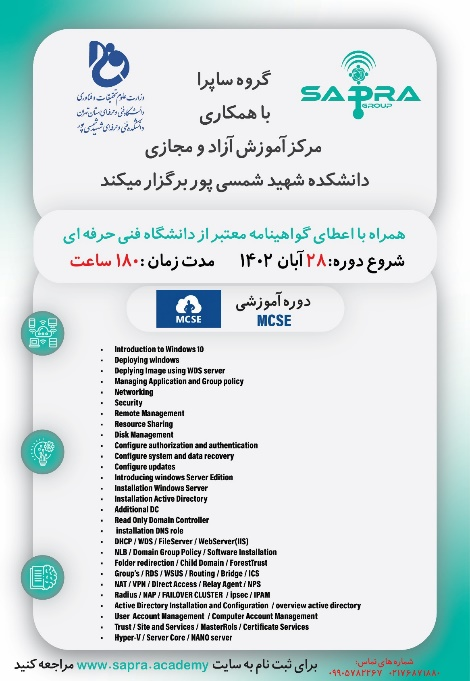 گروه ساپرا
با همکاری
مرکز آموزش آزاد و مجازی
دانشکده شهید شمسی پور برگزار میکند
SAPRA
GROUP
وزارت علوم تحقیقات و فناوری
دانشگاه فنی و حرفه‌ای استان تهران
دانشکده فنی و حرفه‌ای شهید شمسی پور
همراه با اعطای گواهینامه معتبر از دانشگاه فنی حرفه ای
شروع دوره: ۲۸ آبان ۱۴۰۲ مدت زمان: ۱۸۰ ساعت
دوره آموزشی
MCSE
MCSE
• Introduction to Windows 10
• Deploying windows
• Deplying Image using WDS server
• Managing Application and Group policy
• Networking
• Security
• Remote Management
• Resource Sharing
• Disk Management
• Configure authorization and authentication
• Configure system and data recovery
• Configure updates
• Introducing windows Server Edition
• Installation Windows Server
• Installation Active Directory
• Additional DC
• Read Only Domain Controller
• installation DNS role
• DHCP / WDS / FileServer / WebServer(IIS)
• NLB / Domain Group Policy / Software Installation
• Folder redirection / Child Domain / ForestTrust
• Group's / RDS / WSUS / Routing / Bridge / ICS
• NAT / VPN / Direct Access / Relay Agent / NPS
• Radius / NAP / FAILOVER CLUSTER / Ipsec / IPAM
• Active Directory Installation and Configuration / overview active directory
• User Account Management / Computer Account Management
• Trust / Site and Services / MasterRols / Certificate Services
• Hyper-V / Server Core / NANO server
برای ثبت نام به سایت www.sapra.academy مراجعه کنید
شماره های تماس:
۰۲۱۷۶۸۷۱۸۸۰ ۰۹۹۰۵۷۸۲۲۶۷